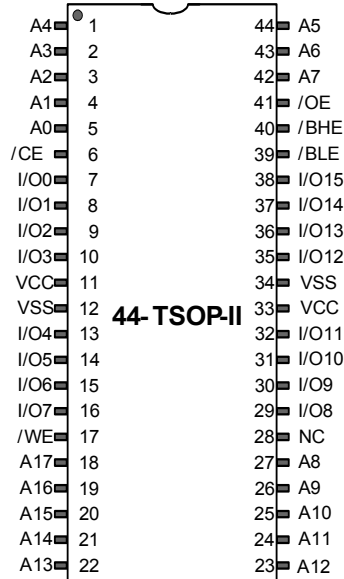 A4 1 44 A5
A3 2 43 A6
A2 3 42 A7
A1 4 41 /OE
A0 5 40 /BHE
/CE 6 39 /BLE
I/O0 7 38 I/O15
I/O1 8 37 I/O14
I/O2 9 36 I/O13
I/O3 10 35 I/O12
VCC 11 34 VSS
VSS 12 33 VCC
44-TSOP-II
I/O4 13 32 I/O11
I/O5 14 31 I/O10
I/O6 15 30 I/O9
I/O7 16 29 I/O8
/WE 17 28 NC
A17 18 27 A8
A16 19 26 A9
A15 20 25 A10
A14 21 24 A11
A13 22 23 A12